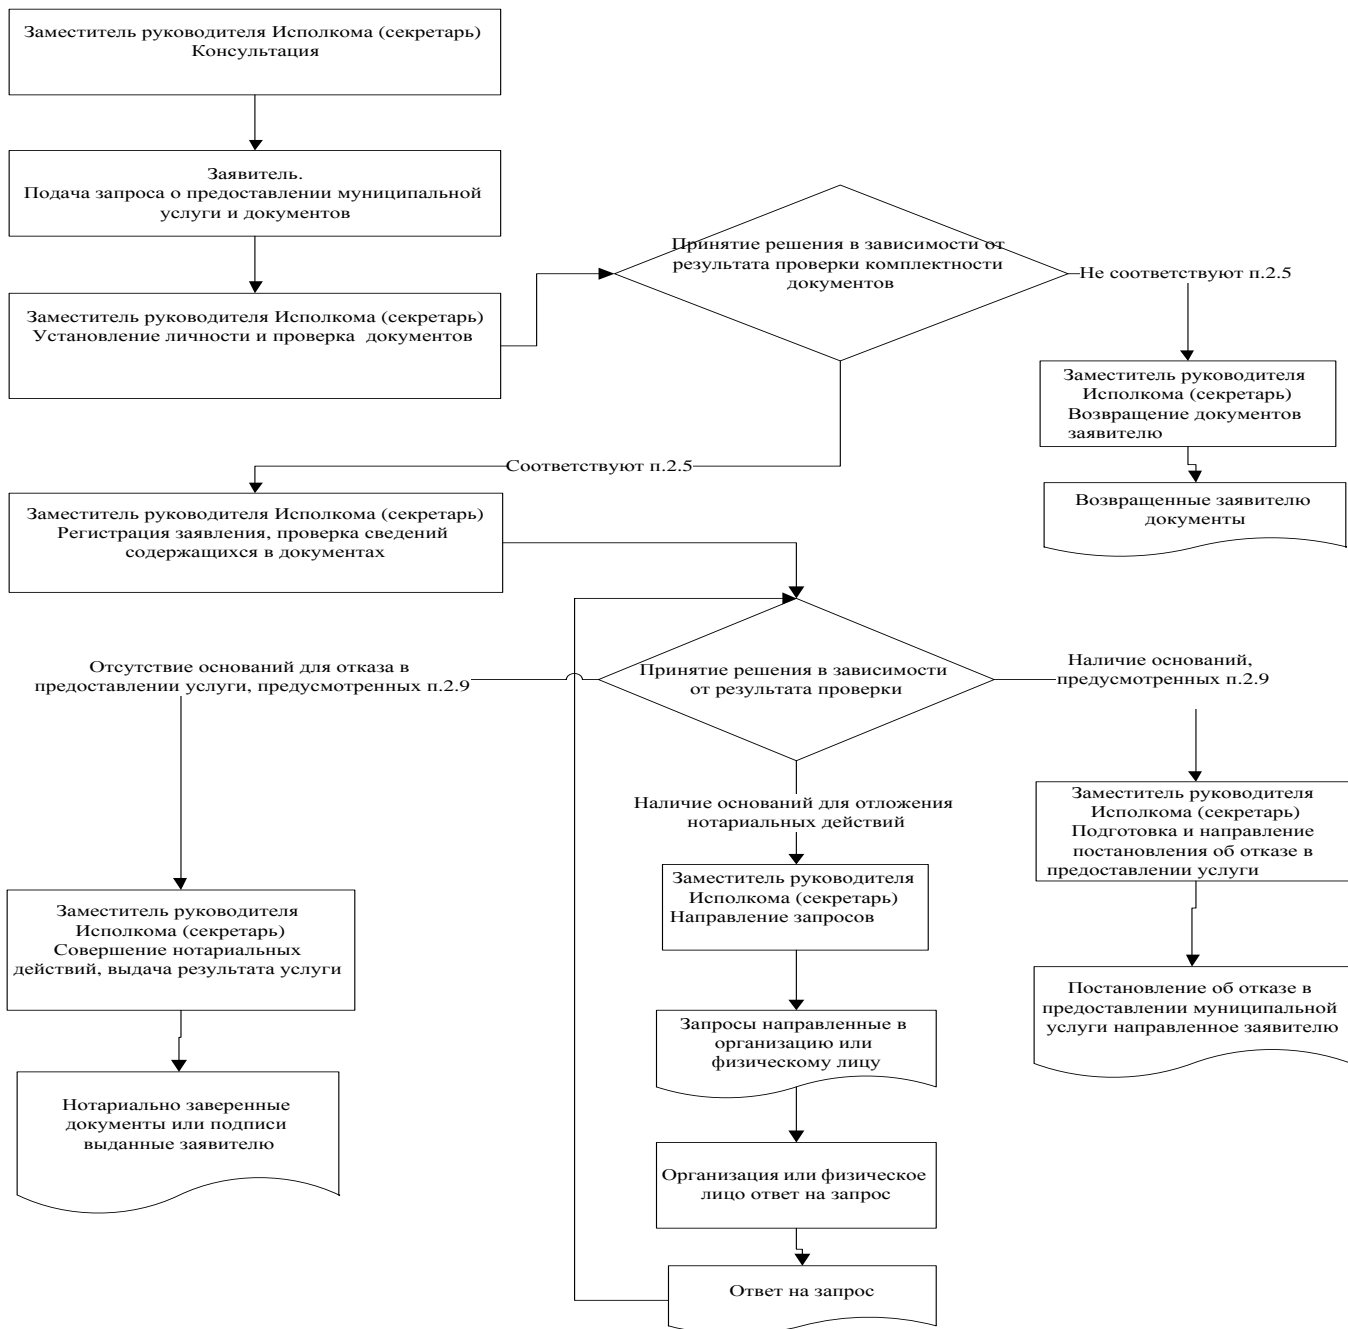 Заместитель руководителя Исполкома (секретарь)
Консультация
Заявитель.
Подача запроса о предоставлении муниципальной
услуги и документов
Заместитель руководителя Исполкома (секретарь)
Установление личности и проверка документов
Принятие решения в зависимости от
результата проверки комплектности
документов
Не соответствуют п.2.5
Заместитель руководителя
Исполкома (секретарь)
Возвращение документов
заявителю
Возвращенные заявителю
документы
Соответствуют п.2.5
Заместитель руководителя Исполкома (секретарь)
Регистрация заявления, проверка сведений
содержащихся в документах
Принятие решения в зависимости
от результата проверки
Отсутствие оснований для отказа в
предоставлении услуги, предусмотренных п.2.9
Наличие оснований,
предусмотренных п.2.9
Наличие оснований для отложения
нотариальных действий
Заместитель руководителя
Исполкома (секретарь)
Совершение нотариальных
действий, выдача результата услуги
Нотариально заверенные
документы или подписи
выданные заявителю
Заместитель руководителя
Исполкома (секретарь)
Направление запросов
Запросы направленные в
организацию или
физическому лицу
Организация или физическое
лицо ответ на запрос
Ответ на запрос
Заместитель руководителя
Исполкома (секретарь)
Подготовка и направление
постановления об отказе в
предоставлении услуги
Постановление об отказе в
предоставлении муниципальной
услуги направленное заявителю